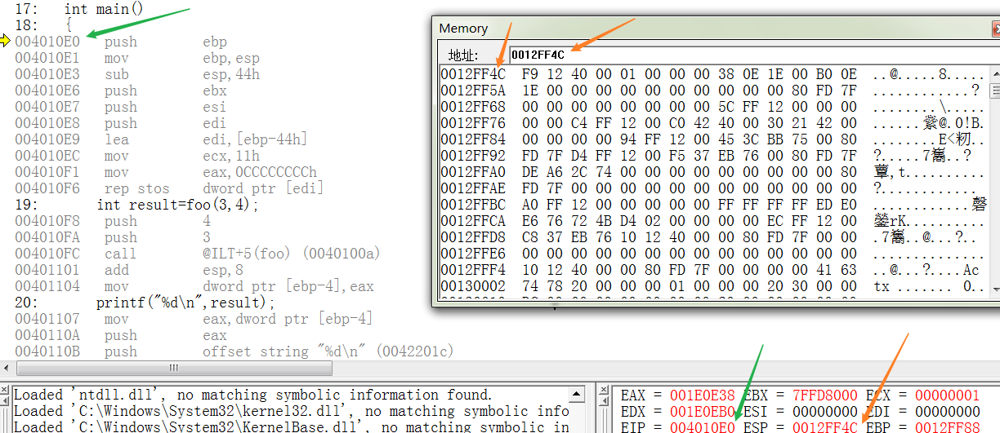 17: int main()
18: {
004010E0 push ebp
004010E1 mov ebp,esp
004010E3 sub esp,44h
004010E6 push ebx
004010E7 push esi
004010E8 push edi
004010E9 lea edi,[ebp-44h]
004010EC mov ecx,11h
004010F1 mov eax,0CCCCCCCCh
004010F6 rep stos dword ptr [edi]
19: int result=foo(3,4);
004010F8 push 4
004010FA push 3
004010FC call @ILT+5(foo) (0040100a)
00401101 add esp,8
00401104 mov dword ptr [ebp-4],eax
20: printf("%d\n",result);
00401107 mov eax,dword ptr [ebp-4]
0040110A push eax
0040110B push offset string "%d\n" (0042201c)
Memory
地址: 0012FF4C
0012FF4C F9 12 40 00 01 00 00 00 38 0E 1E 00 B0 0E ..@.....8.....
0012FF5A 1E 00 00 00 00 00 00 00 00 00 00 80 FD 7F ............?
0012FF68 00 00 00 00 00 00 00 00 5C FF 12 00 00 00 ........\.....
0012FF76 00 00 C4 FF 12 00 C0 42 40 00 30 21 42 00 ......紫@.0!B.
0012FF84 00 00 00 00 94 FF 12 00 45 3C BB 75 00 80 ........E<籾..
0012FF92 FD 7F D4 FF 12 00 F5 37 EB 76 00 80 FD 7F
0012FFA0 DE A6 2C 74 00 00 00 00 00 00 00 00 00 80
0012FFAE FD 7F 00 00 00 00 00 00 00 00 00 00 00 00 ?............
0012FFBC A0 FF 12 00 00 00 00 00 FF FF FF FF ED E0
0012FFCA E6 76 72 4B D4 02 00 00 00 00 EC FF 12 00
0012FFD8 C8 37 EB 76 10 12 40 00 00 80 FD 7F 00 00
0012FFE6 00 00 00 00 00 00 00 00 00 00 00 00 00 00 ..............
0012FFF4 10 12 40 00 00 80 FD 7F 00 00 00 00 41 63 ..@...?....Ac
00130002 74 78 20 00 00 00 01 00 00 00 20 30 00 00 tx ....... 0..
Loaded 'ntdll.dll', no matching symbolic information found.
Loaded 'C:\Windows\System32\kernel32.dll', no matching symbolic info
Loaded 'C:\Windows\System32\KernelBase.dll', no matching symbolic in
EAX = 001E0E38 EBX = 7FFD8000 ECX = 00000001
EDX = 001E0EB0 ESI = 00000000 EDI = 00000000
EIP = 004010E0 ESP = 0012FF4C EBP = 0012FF88